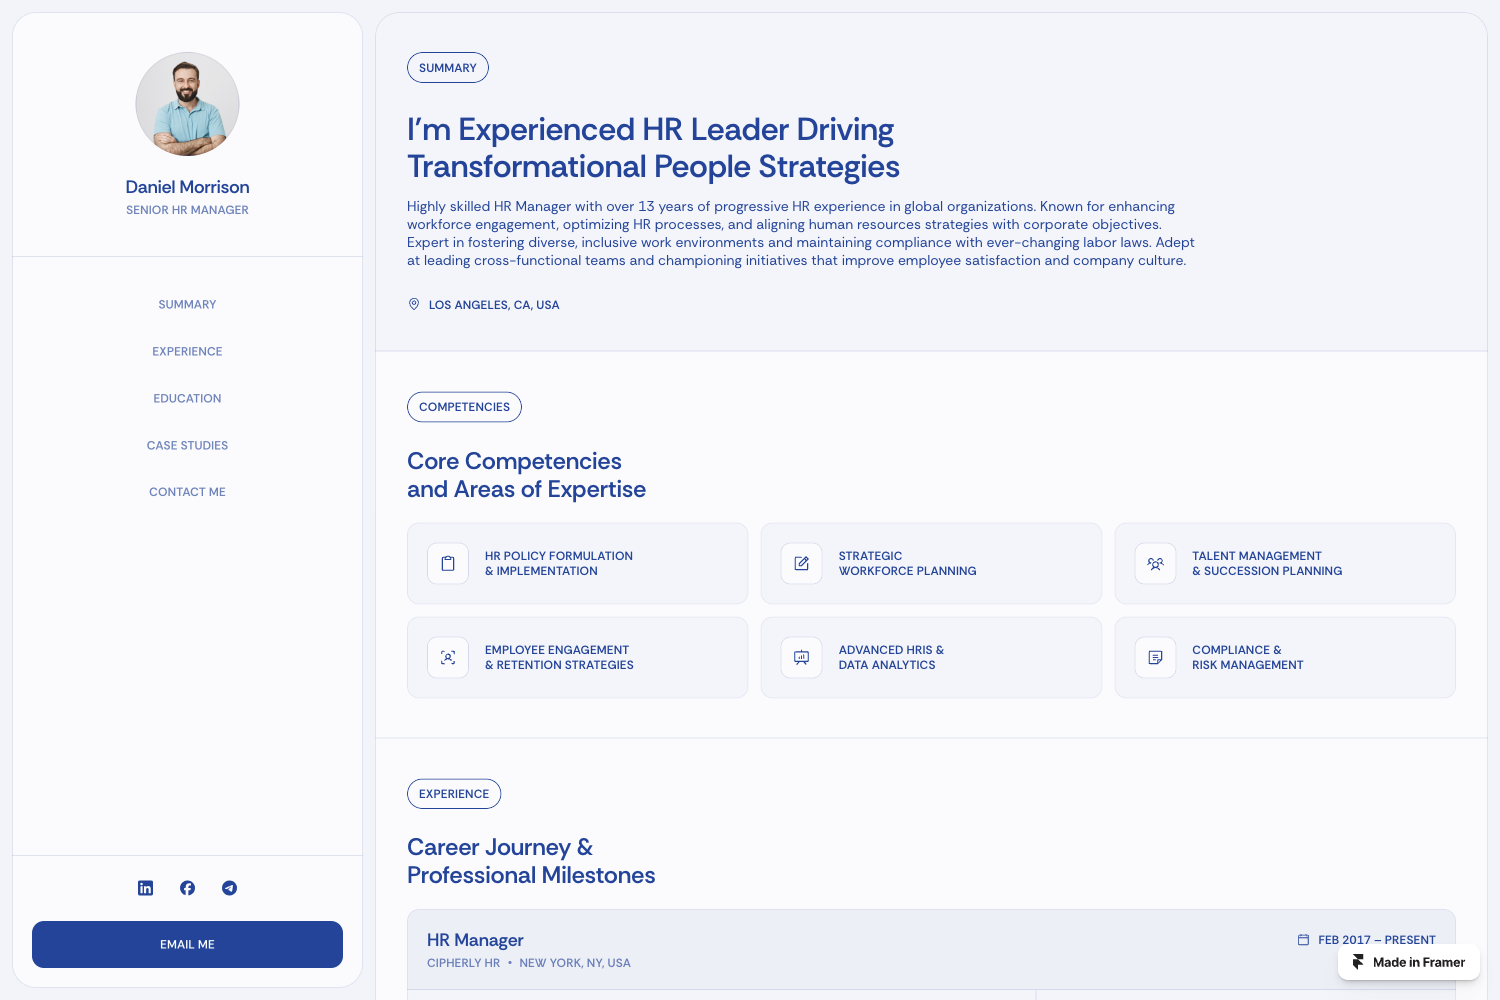 Daniel Morrison
SENIOR HR MANAGER
SUMMARY
EXPERIENCE
EDUCATION
CASE STUDIES
CONTACT ME
EMAIL ME
SUMMARY
I'm Experienced HR Leader Driving
Transformational People Strategies
Highly skilled HR Manager with over 13 years of progressive HR experience in global organizations. Known for enhancing
workforce engagement, optimizing HR processes, and aligning human resources strategies with corporate objectives.
Expert in fostering diverse, inclusive work environments and maintaining compliance with ever-changing labor laws. Adept
at leading cross-functional teams and championing initiatives that improve employee satisfaction and company culture.
LOS ANGELES, CA, USA
COMPETENCIES
Core Competencies
and Areas of Expertise
HR POLICY FORMULATION
& IMPLEMENTATION
STRATEGIC
WORKFORCE PLANNING
TALENT MANAGEMENT
& SUCCESSION PLANNING
EMPLOYEE ENGAGEMENT
& RETENTION STRATEGIES
ADVANCED HRIS &
DATA ANALYTICS
COMPLIANCE &
RISK MANAGEMENT
EXPERIENCE
Career Journey &
Professional Milestones
HR Manager
CIPHERLY HR • NEW YORK, NY, USA
FEB 2017 – PRESENT
Made in Framer